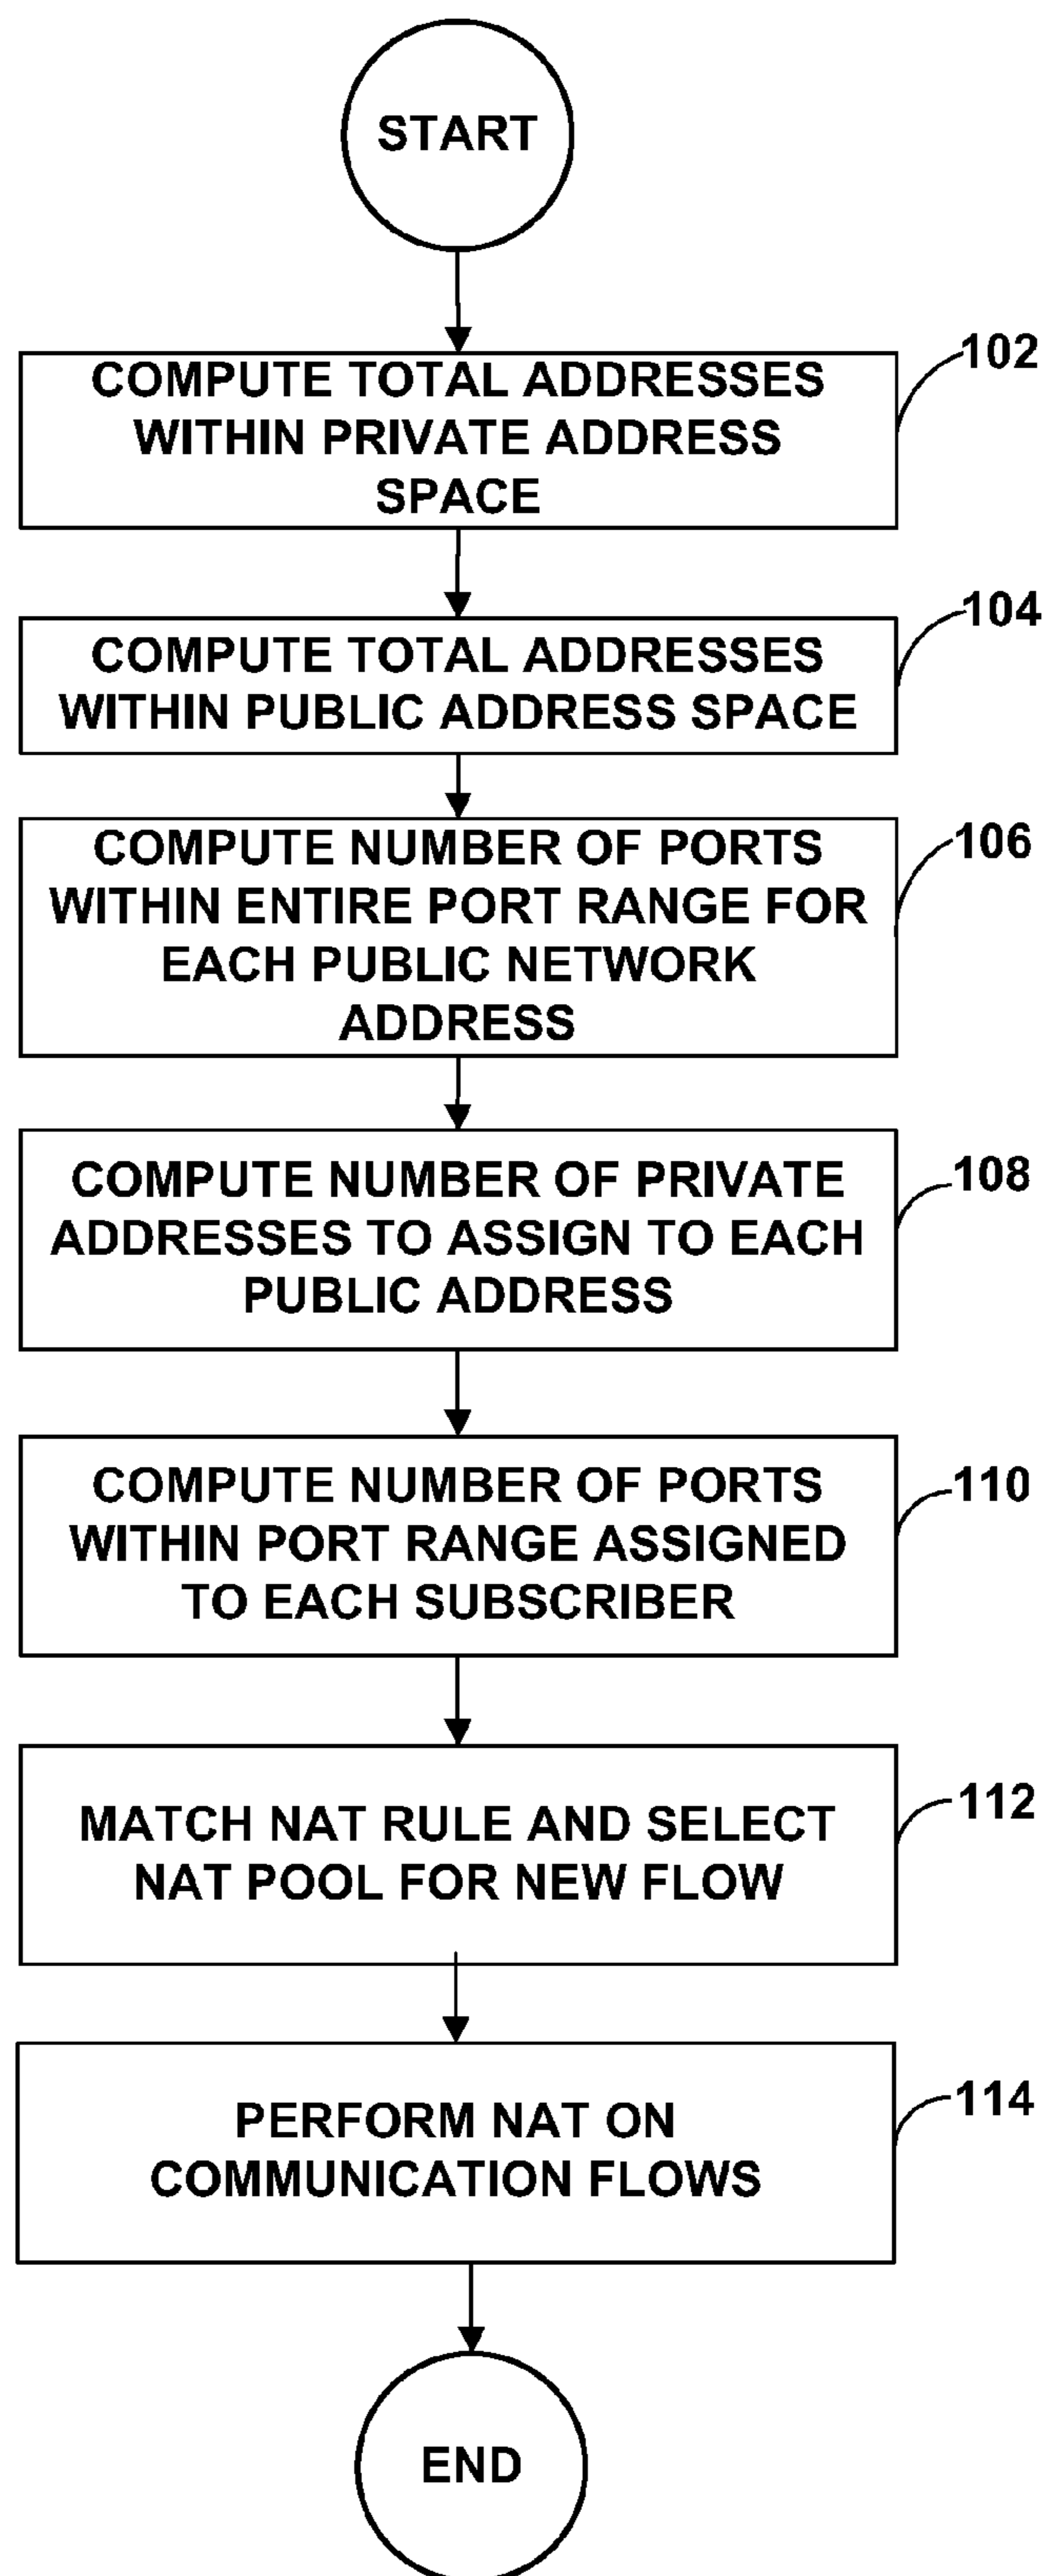 START
COMPUTE TOTAL ADDRESSES
WITHIN PRIVATE ADDRESS
SPACE
102
COMPUTE TOTAL ADDRESSES
WITHIN PUBLIC ADDRESS SPACE
104
COMPUTE NUMBER OF PORTS
WITHIN ENTIRE PORT RANGE FOR
EACH PUBLIC NETWORK
ADDRESS
106
COMPUTE NUMBER OF PRIVATE
ADDRESSES TO ASSIGN TO EACH
PUBLIC ADDRESS
108
COMPUTE NUMBER OF PORTS
WITHIN PORT RANGE ASSIGNED
TO EACH SUBSCRIBER
110
MATCH NAT RULE AND SELECT
NAT POOL FOR NEW FLOW
112
PERFORM NAT ON
COMMUNICATION FLOWS
114
END